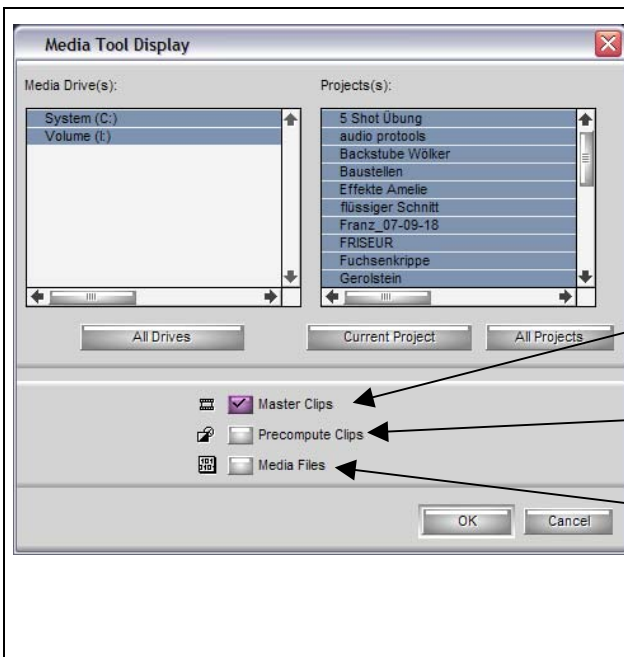 Media Tool Display
Media Drive(s):
Projects(s):
System (C:)
Volume (I:)
5 Shot Übung
audio protools
Backstube Wölker
Baustellen
Effekte Amelie
flüssiger Schnitt
Franz_07-09-18
FRISEUR
Fuchsenkrippe
Gerolstein
All Drives
Current Project
All Projects
Master Clips
Precompute Clips
Media Files
OK
Cancel